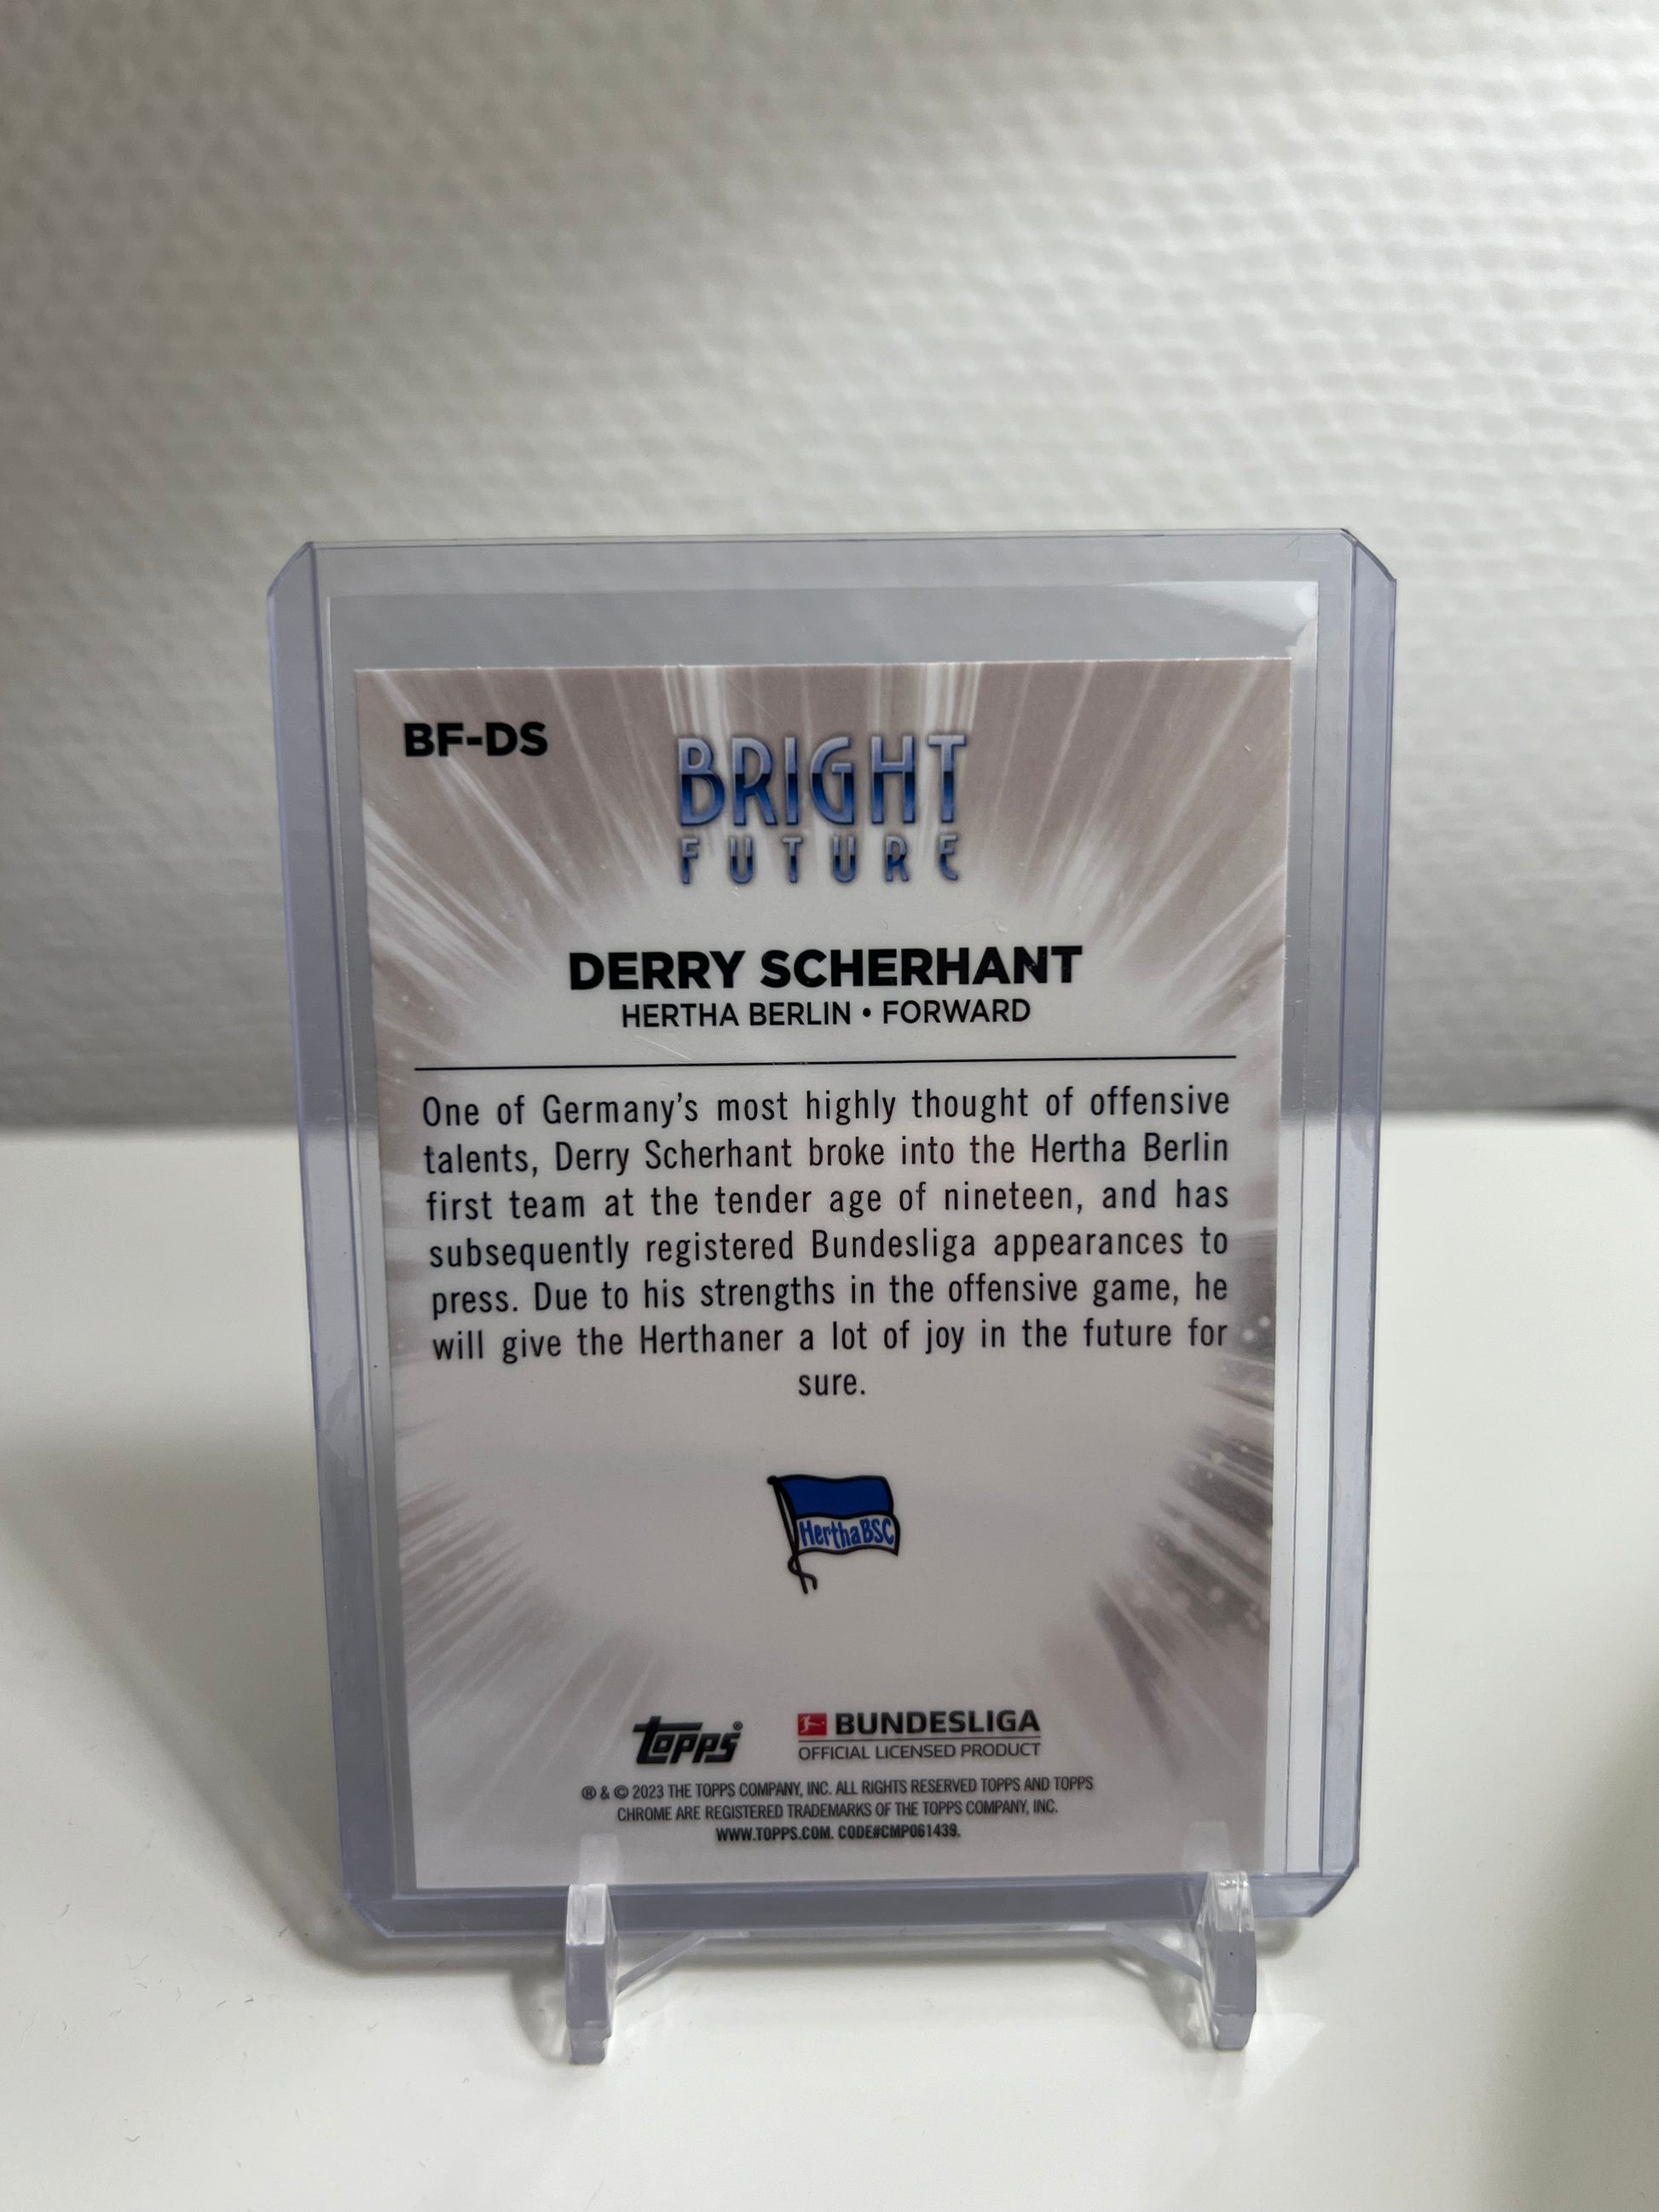 BF-DS
BRIGHT
FUTURE
DERRY SCHERHANT
HERTHA BERLIN • FORWARD
One of Germany's most highly thought of offensive
talents, Derry Scherhant broke into the Hertha Berlin
first team at the tender age of nineteen, and has
subsequently registered Bundesliga appearances to
press. Due to his strengths in the offensive game, he
will give the Herthaner a lot of joy in the future for
sure.
HerthaBSC
topps®
BUNDESLIGA
OFFICIAL LICENSED PRODUCT
® & © 2023 THE TOPPS COMPANY, INC. ALL RIGHTS RESERVED TOPPS AND TOPPS
CHROME ARE REGISTERED TRADEMARKS OF THE TOPPS COMPANY, INC.
WWW.TOPPS.COM. CODE#CMP061439.